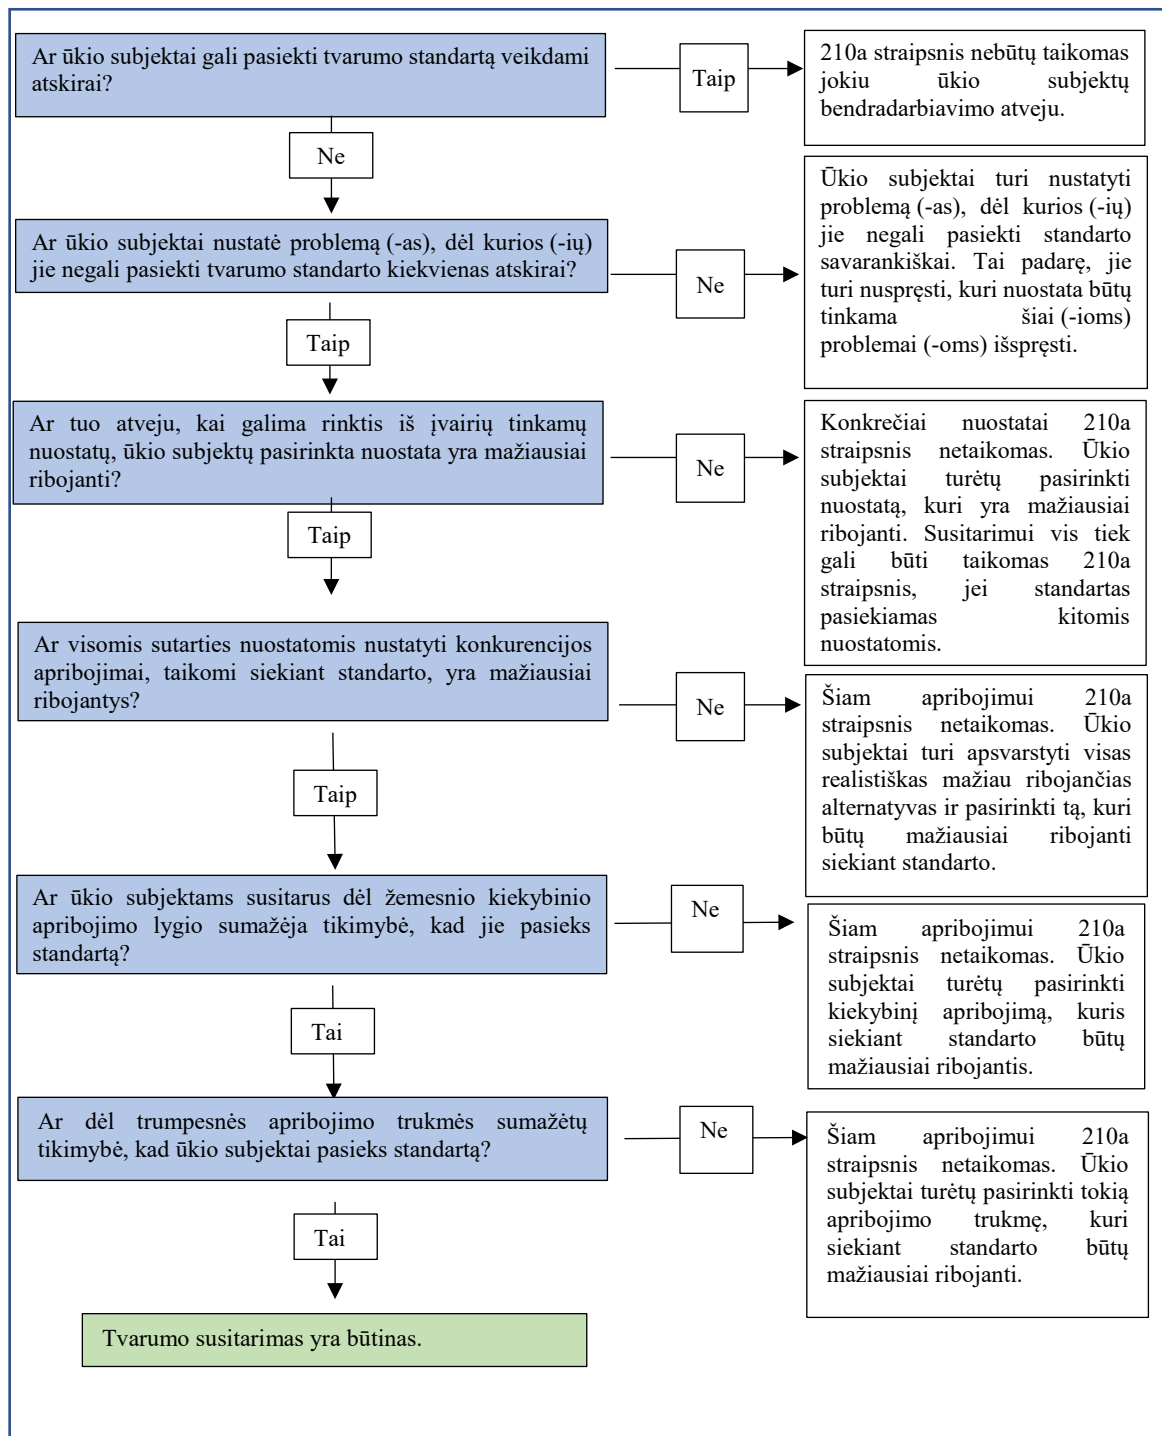 Ar ūkio subjektai gali pasiekti tvarumo standartą veikdami
atskirai?
Taip
210a straipsnis nebūtų taikomas
jokiu ūkio subjektų
bendradarbiavimo atveju.
Ne
Ar ūkio subjektai nustatė problemą (-as), dėl kurios (-ių)
jie negali pasiekti tvarumo standarto kiekvienas atskirai?
Ne
Ūkio subjektai turi nustatyti
problemą (-as), dėl kurios (-ių)
jie negali pasiekti standarto
savarankiškai. Tai padarę, jie
turi nuspręsti, kuri nuostata būtų
tinkama šiai (-ioms)
problemai (-oms) išspręsti.
Taip
Ar tuo atveju, kai galima rinktis iš įvairių tinkamų
nuostatų, ūkio subjektų pasirinkta nuostata yra mažiausiai
ribojanti?
Ne
Konkrečiai nuostatai 210a
straipsnis netaikomas. Ūkio
subjektai turėtų pasirinkti
nuostatą, kuri yra mažiausiai
ribojanti. Susitarimui vis tiek
gali būti taikomas 210a
straipsnis, jei standartas
pasiekiamas kitomis
nuostatomis.
Taip
Ar visomis sutarties nuostatomis nustatyti konkurencijos
apribojimai, taikomi siekiant standarto, yra mažiausiai
ribojantys?
Ne
Šiam apribojimui 210a
straipsnis netaikomas. Ūkio
subjektai turi apsvarstyti visas
realistiškas mažiau ribojančias
alternatyvas ir pasirinkti tą, kuri
būtų mažiausiai ribojanti
siekiant standarto.
Taip
Ar ūkio subjektams susitarus dėl žemesnio kiekybinio
apribojimo lygio sumažėja tikimybė, kad jie pasieks
standartą?
Ne
Šiam apribojimui 210a
straipsnis netaikomas. Ūkio
subjektai turėtų pasirinkti
kiekybinį apribojimą, kuris
siekiant standarto būtų
mažiausiai ribojantis.
Tai
Ar dėl trumpesnės apribojimo trukmės sumažėtų
tikimybė, kad ūkio subjektai pasieks standartą?
Ne
Šiam apribojimui 210a
straipsnis netaikomas. Ūkio
subjektai turėtų pasirinkti tokią
apribojimo trukmę, kuri
siekiant standarto būtų
mažiausiai ribojanti.
Tai
Tvarumo susitarimas yra būtinas.